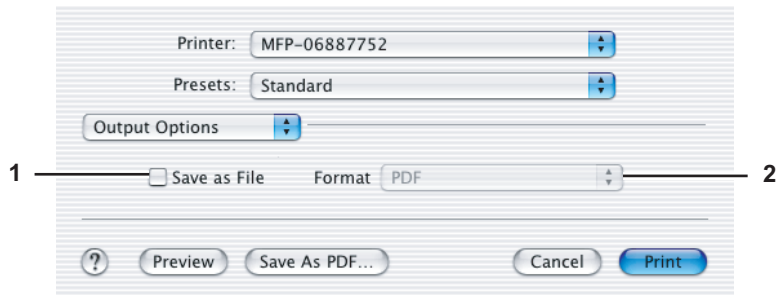 Printer: MFP-06887752
Presets: Standard
Output Options
1 Save as File Format PDF 2
? Preview Save As PDF... Cancel Print